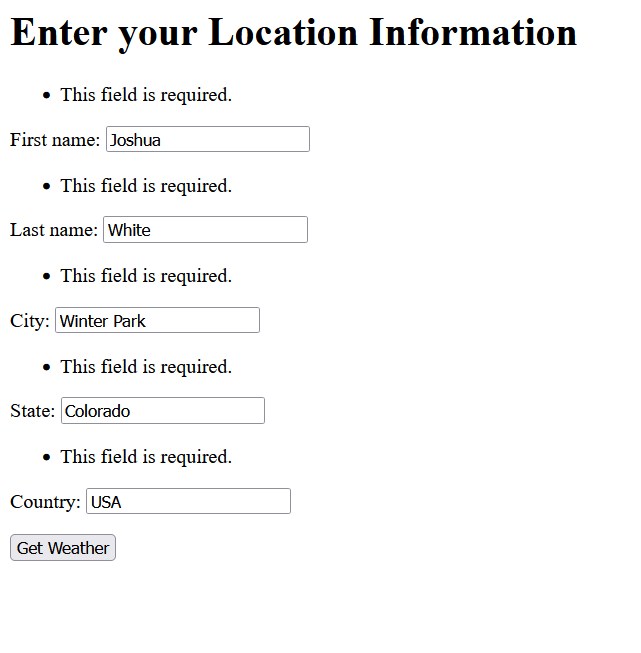 Enter your Location Information
• This field is required.
First name: Joshua
• This field is required.
Last name: White
• This field is required.
City: Winter Park
• This field is required.
State: Colorado
• This field is required.
Country: USA
Get Weather